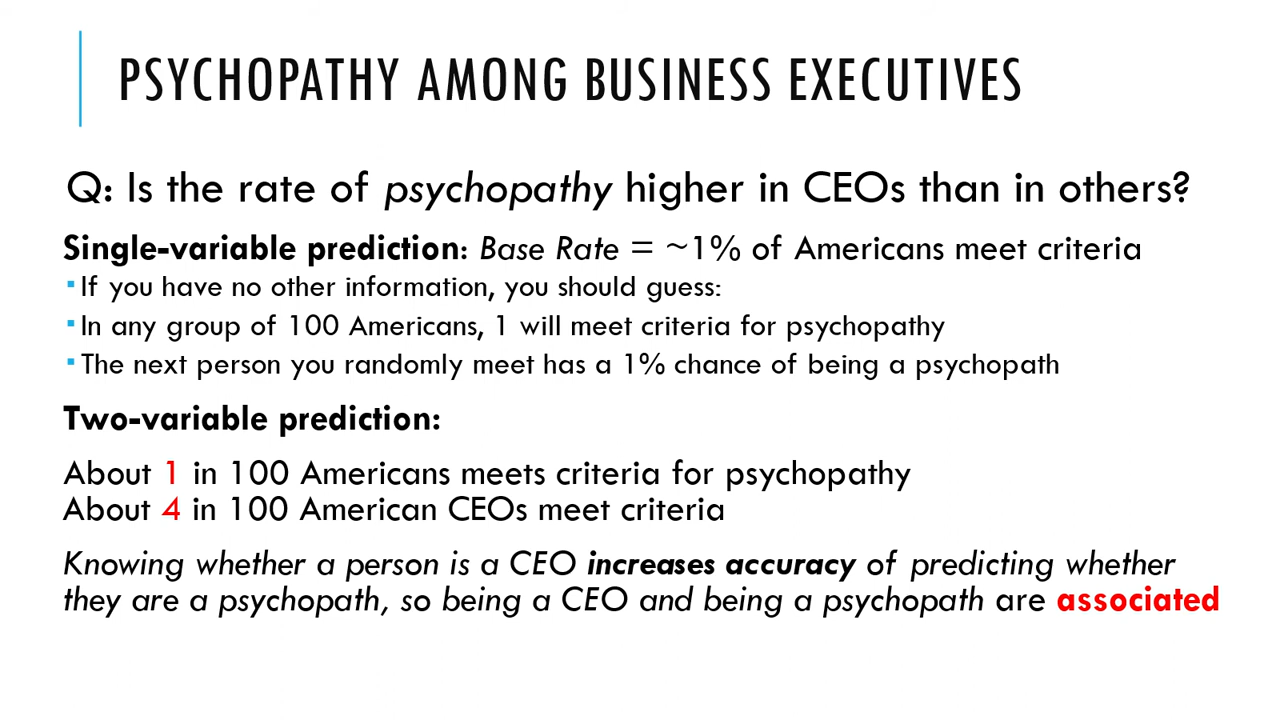 PSYCHOPATHY AMONG BUSINESS EXECUTIVES
Q: Is the rate of psychopathy higher in CEOs than in others?
Single-variable prediction: Base Rate = ~1% of Americans meet criteria
▪ If you have no other information, you should guess:
▪ In any group of 100 Americans, 1 will meet criteria for psychopathy
▪ The next person you randomly meet has a 1% chance of being a psychopath
Two-variable prediction:
About 1 in 100 Americans meets criteria for psychopathy
About 4 in 100 American CEOs meet criteria
Knowing whether a person is a CEO increases accuracy of predicting whether
they are a psychopath, so being a CEO and being a psychopath are associated